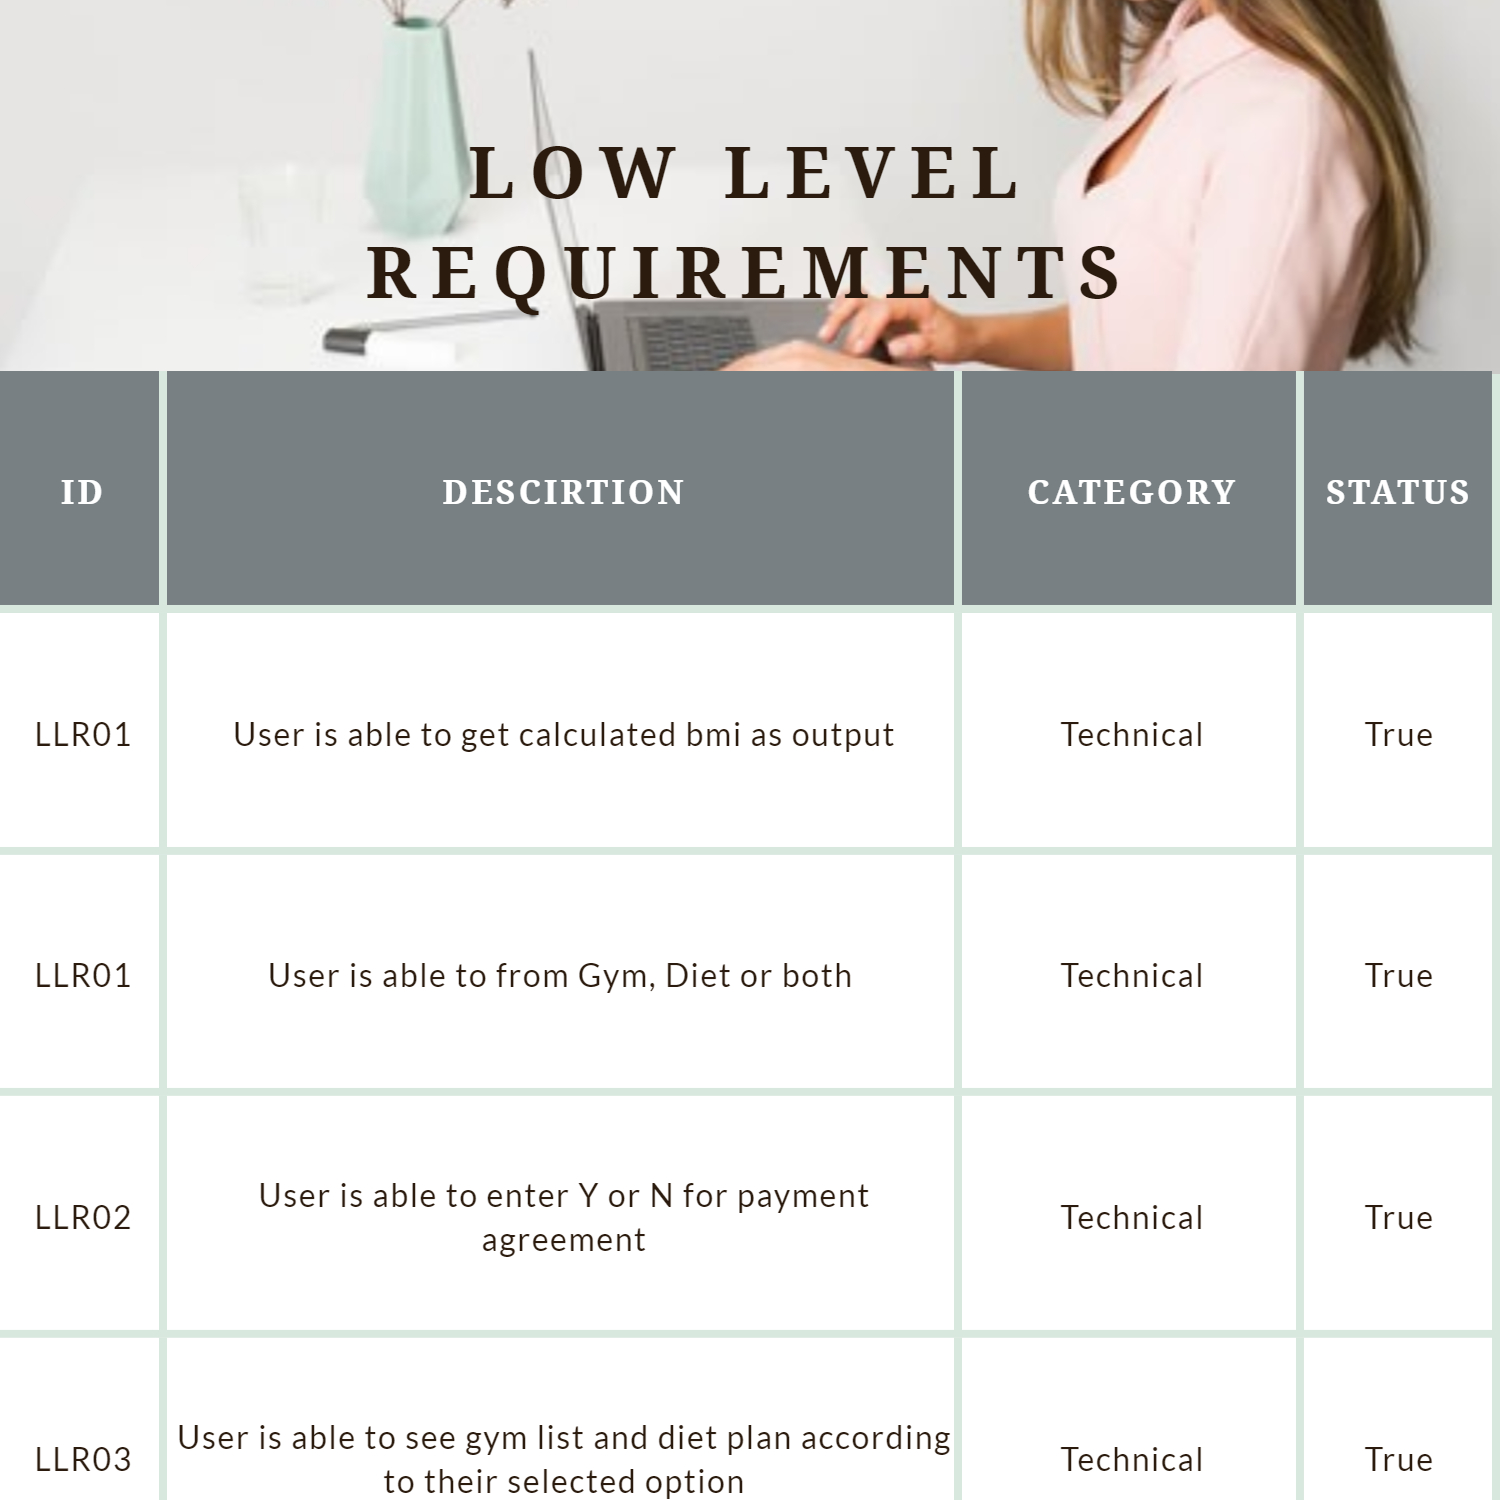 LOW LEVEL
REQUIREMENTS
ID DESCIRTION CATEGORY STATUS
LLR01 User is able to get calculated bmi as output Technical True
LLR01 User is able to from Gym, Diet or both Technical True
LLR02 User is able to enter Y or N for payment
agreement Technical True
LLR03 User is able to see gym list and diet plan according
to their selected option Technical True